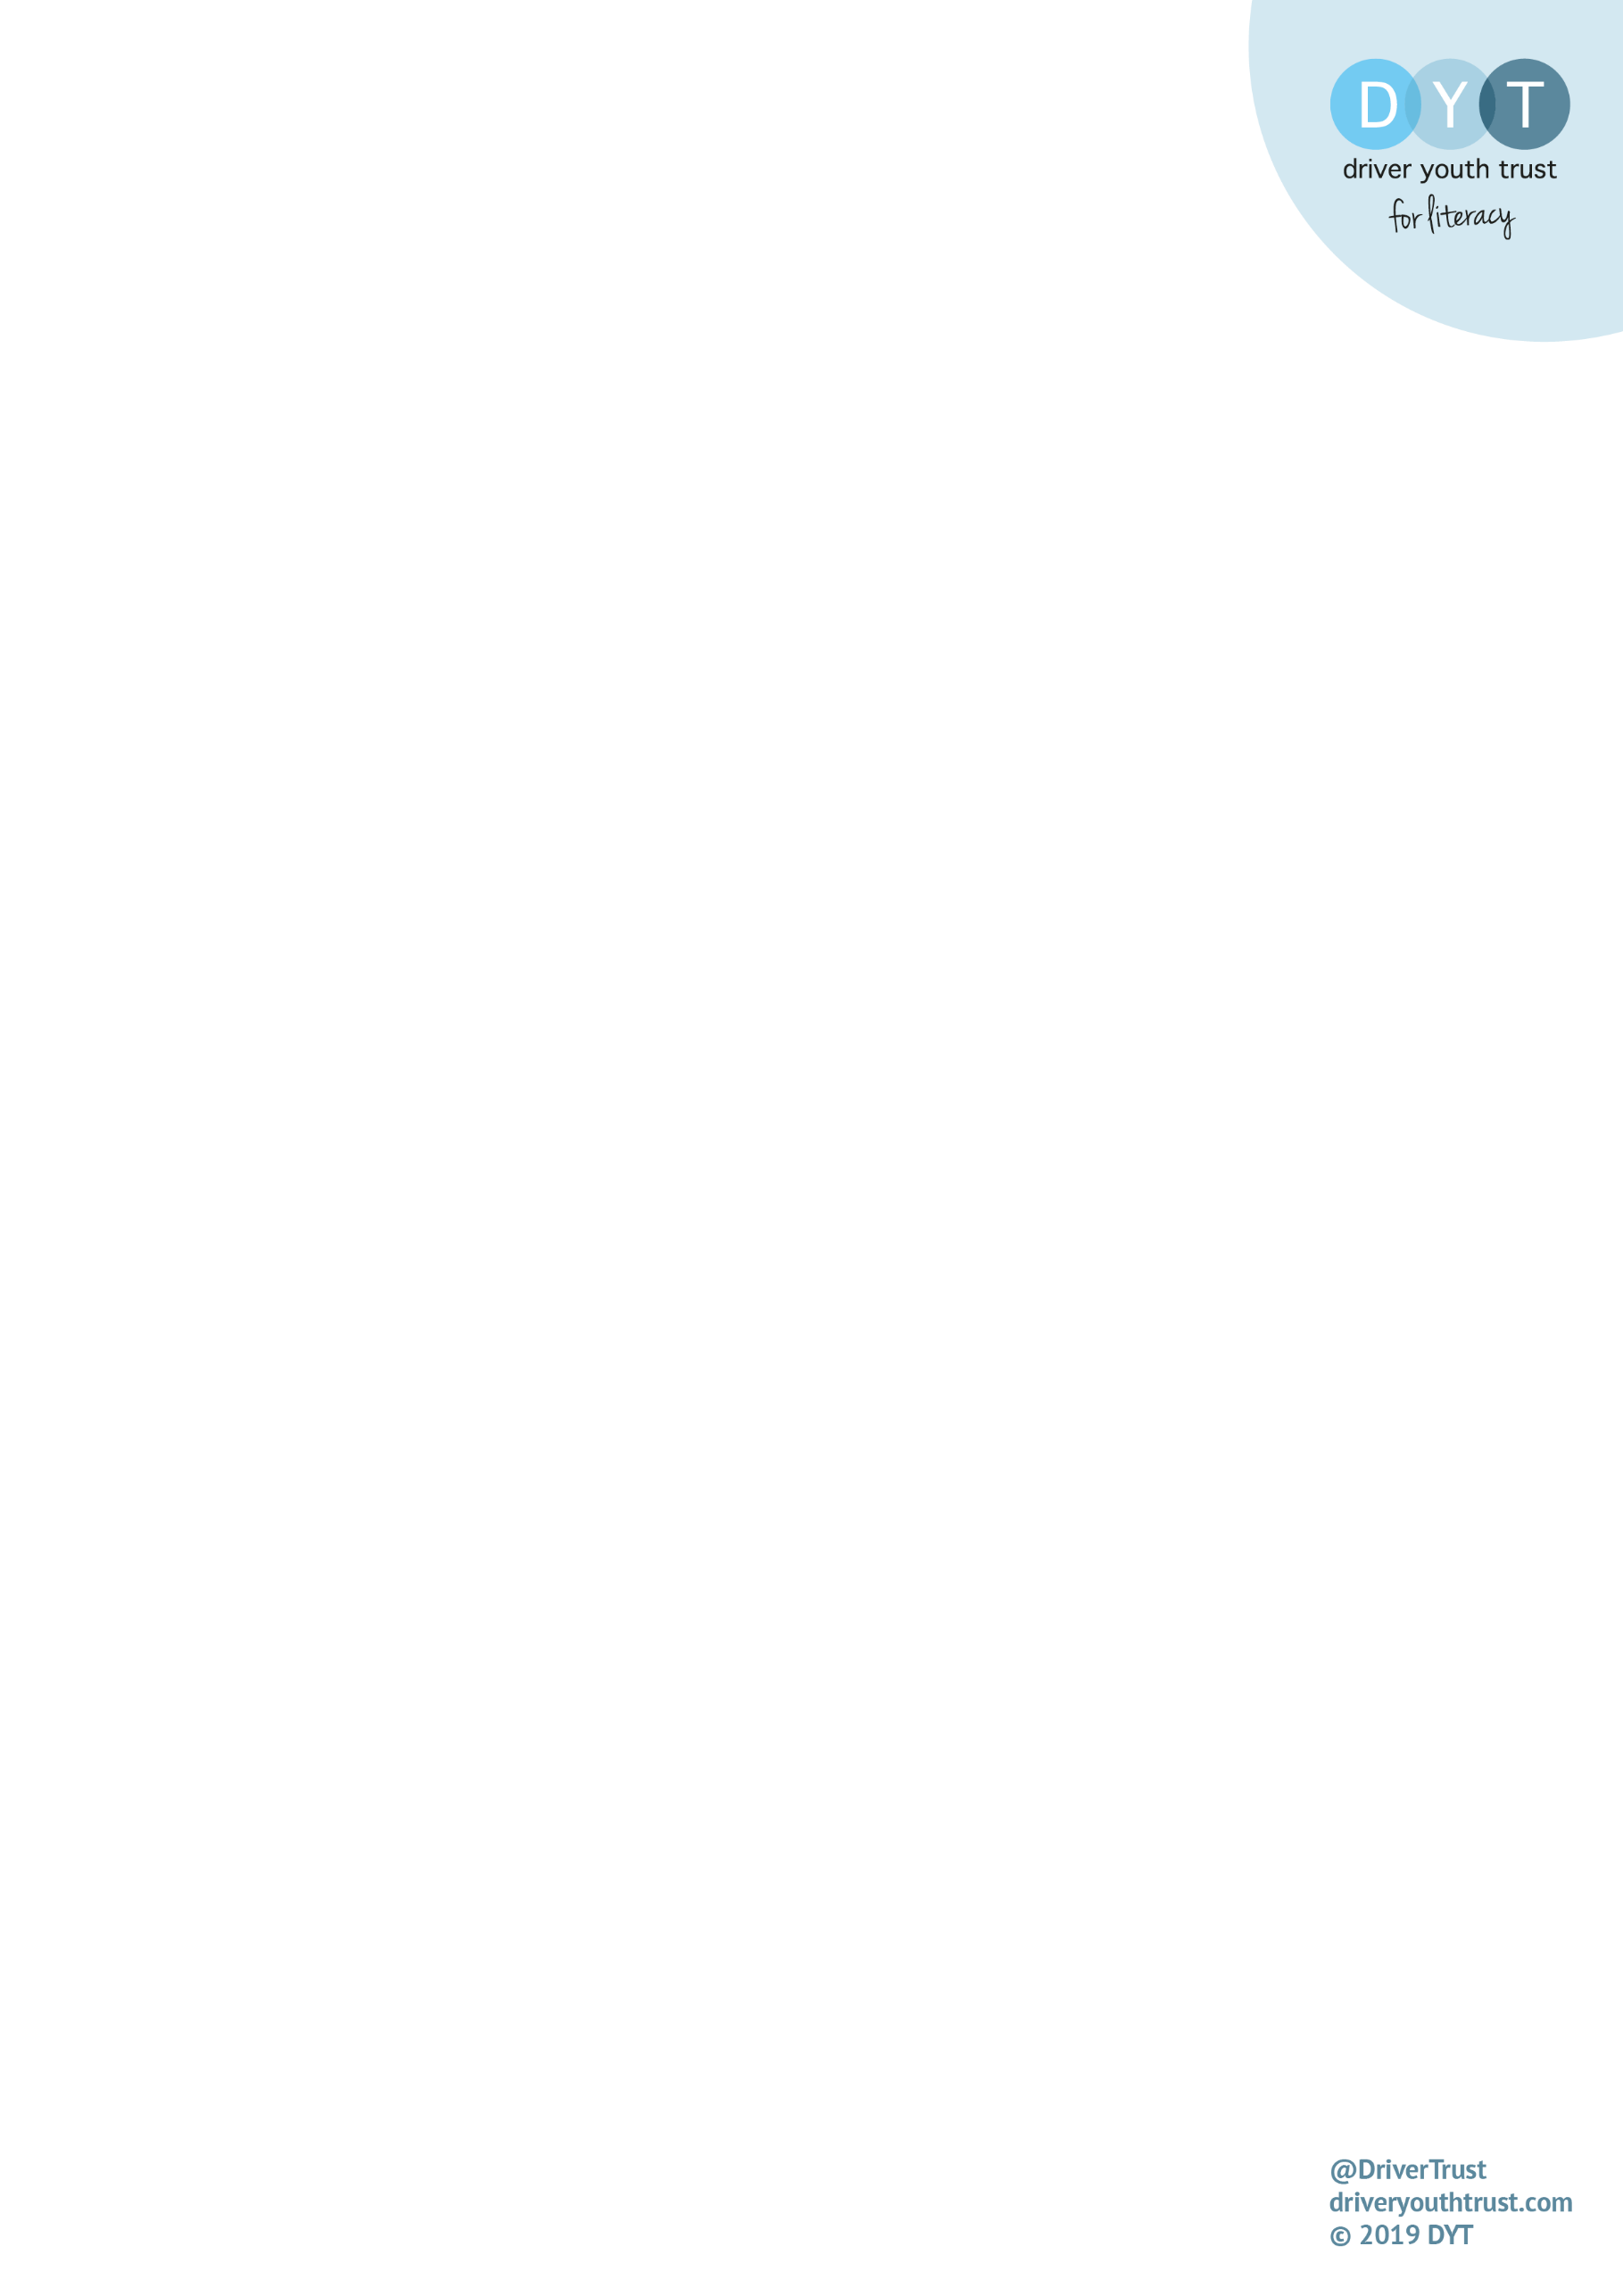 D Y T
driver youth trust
for literacy
@DriverTrust
driveryouthtrust.com
© 2019 DYT